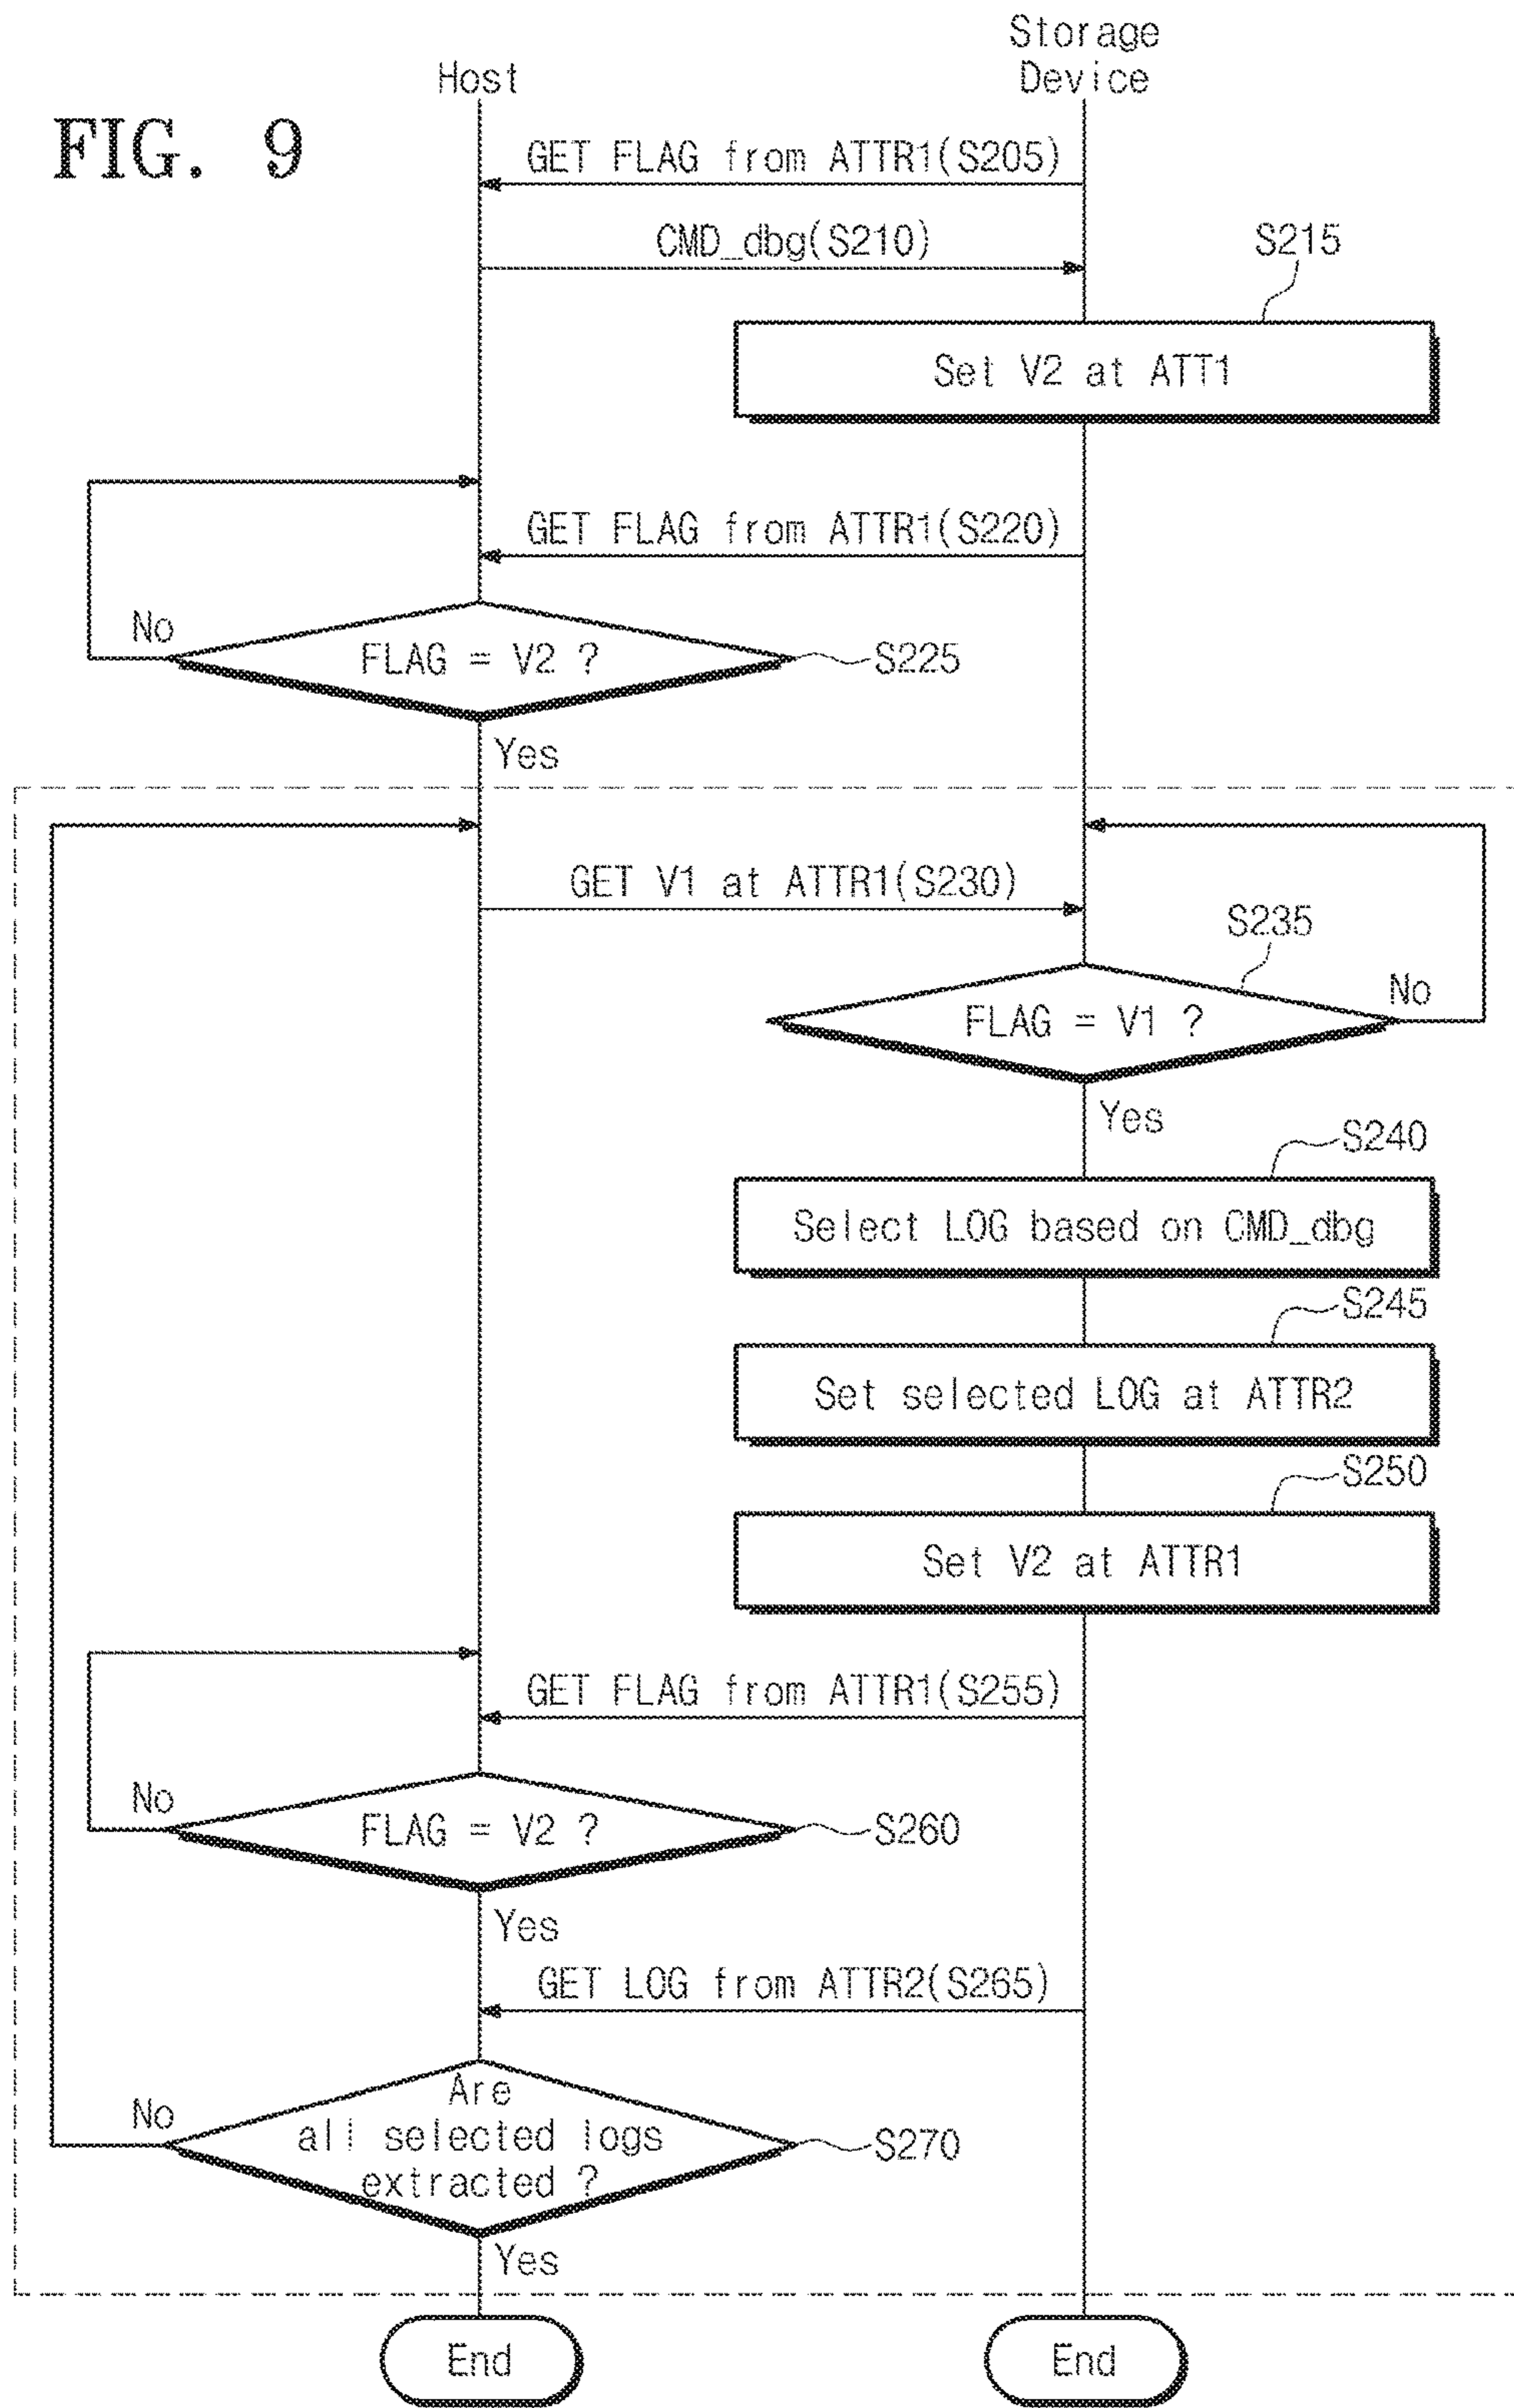 Storage
Host
Device
FIG. 9
GET FLAG from ATTR1(S205)
CMD_dbg(S210)
S215
Set V2 at ATT1
GET FLAG from ATTR1(S220)
No
FLAG = V2 ?
S225
Yes
GET V1 at ATTR1(S230)
S235
FLAG = V1 ?
No
Yes
S240
Select LOG based on CMD_dbg
S245
Set selected LOG at ATTR2
S250
Set V2 at ATTR1
GET FLAG from ATTR1(S255)
No
FLAG = V2 ?
S260
Yes
GET LOG from ATTR2(S265)
Are
No
all selected logs
S270
extracted ?
Yes
End
End